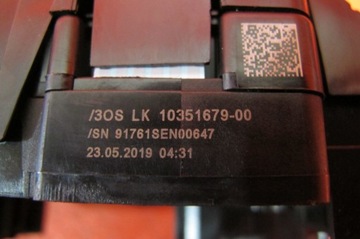 /3OS LK 10351679-00
/SN 91761SEN00647
23.05.2019 04:31